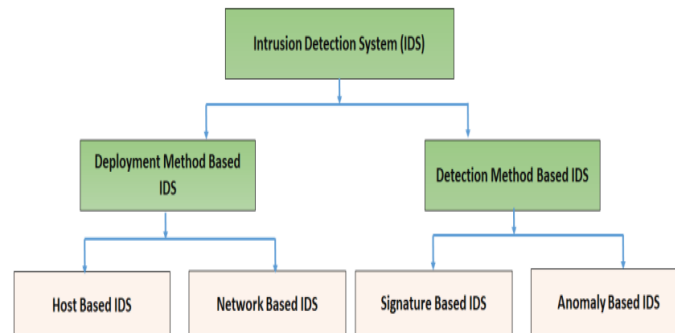 Intrusion Detection System (IDS)
Deployment Method Based
IDS
Detection Method Based IDS
Host Based IDS
Network Based IDS
Signature Based IDS
Anomaly Based IDS